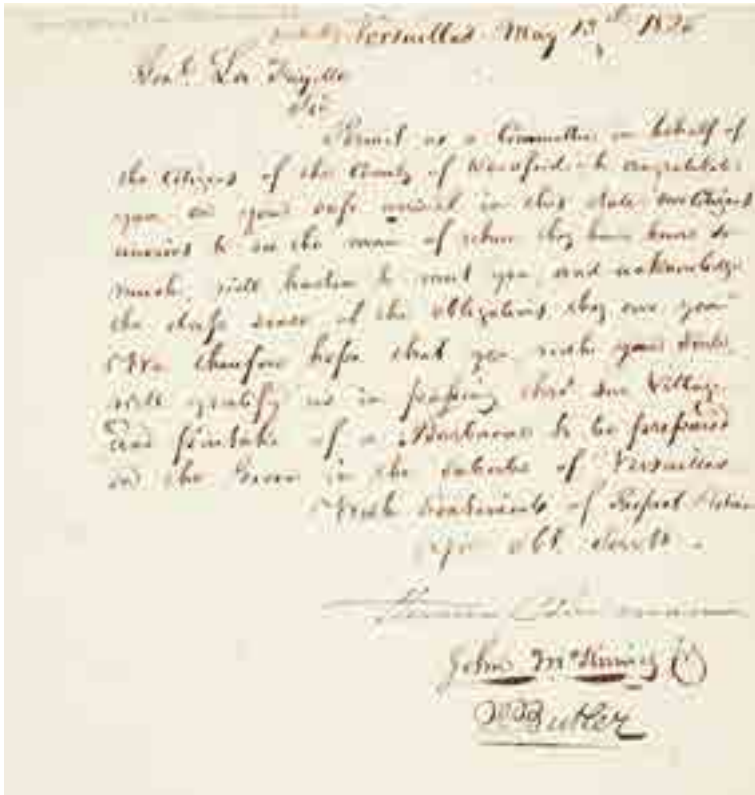 Versailles May 13th 1825
Genl. La Fayette
Sir
Permit us a Committee in behalf of
the Citizens of the County of Woodford to congratulate
you on your safe arrival in this State our Citizens
anxious to see the man of whom they have heard so
much, will hasten to meet you and acknowledge
the deep sense of the obligations they owe you
We therefore hope that you with your Suite
will gratify us in passing thro' our Village
and partake of a Barbacue to be prepared
in the Grove in the suburbs of Versailles
With Sentiments of Respect
your obt. Servts.
John McKinney
Butler